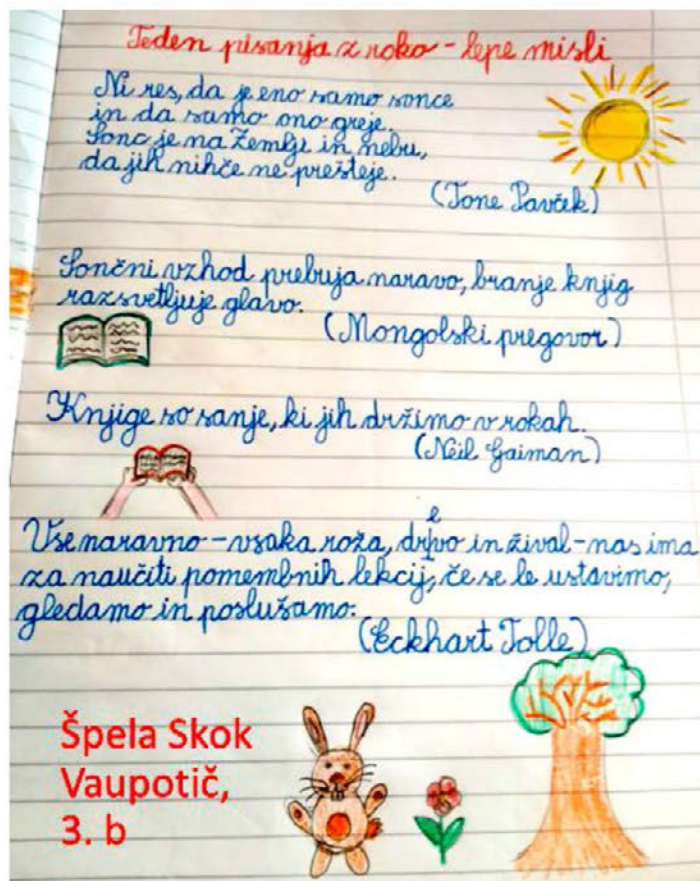 Teden pisanja z roko - lepe misli
Ni res, da je eno samo sonce
in da samo ono greje.
Sonc je na Zemlji in nebu,
da jih nihče ne prešteje.
(Tone Pavček)
Sončni vzhod prebuja naravo, branje knjig
razsvetljuje glavo.
(Mongolski pregovor)
Knjige so sanje, ki jih držimo v rokah.
(Neil Gaiman)
Vse naravno - vsaka roža, drevo in žival - nas ima
za naučiti pomembnih lekcij, če se le ustavimo,
gledamo in poslušamo.
(Eckhart Tolle)
Špela Skok
Vaupotič,
3. b